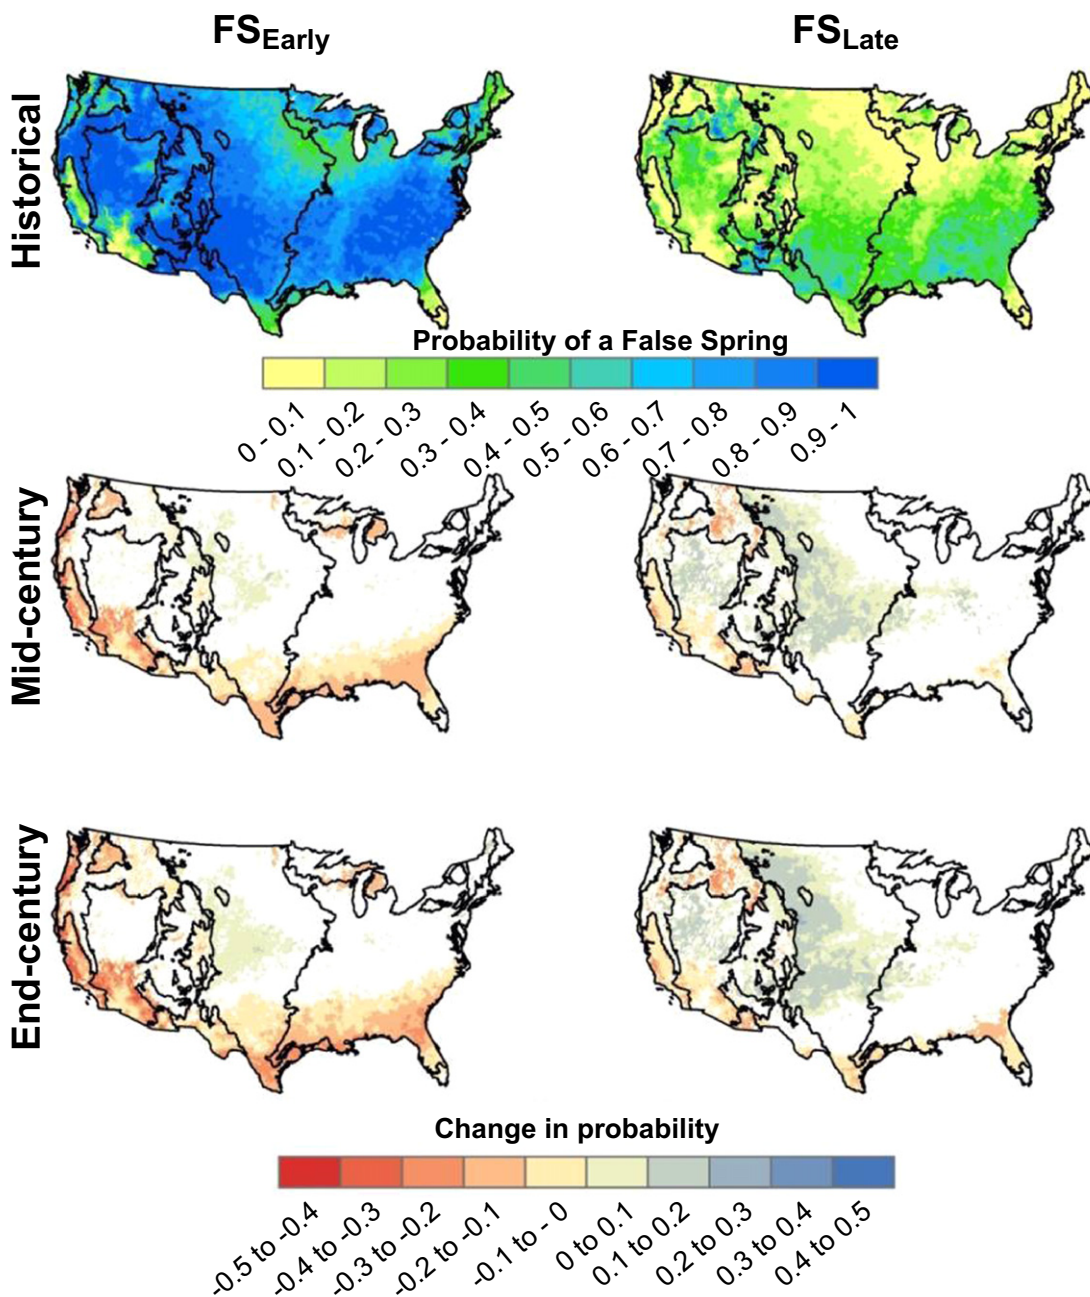 FSEarly
FSLate
Historical
Probability of a False Spring
0 - 0.1
0.1 - 0.2
0.2 - 0.3
0.3 - 0.4
0.4 - 0.5
0.5 - 0.6
0.6 - 0.7
0.7 - 0.8
0.8 - 0.9
0.9 - 1
Mid-century
End-century
Change in probability
-0.5 to -0.4
-0.4 to -0.3
-0.3 to -0.2
-0.2 to -0.1
-0.1 to - 0
0 to 0.1
0.1 to 0.2
0.2 to 0.3
0.3 to 0.4
0.4 to 0.5